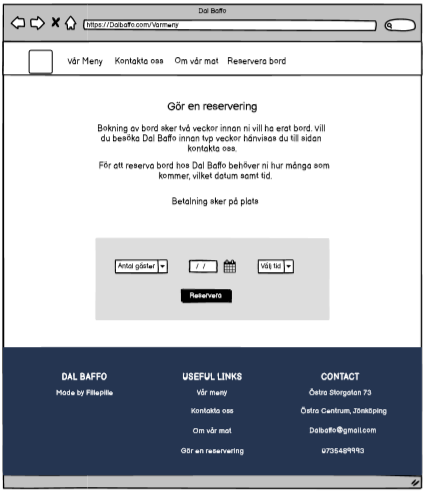 Dal Baffo
https://Dalbaffo.com/Varmeny
Vår Meny Kontakta oss Om vår mat Reservera bord
Gör en reservering
Bokning av bord sker två veckor innan ni vill ha erat bord. Vill
du besöka Dal Baffo innan tvp veckor hänvisas du till sidan
kontakta oss.
För att reserva bord hos Dal Baffo behöver ni hur många som
kommer, vilket datum samt tid.
Betalning sker på plats
Antal gäster / / Välj tid
Reservera
DAL BAFFO USEFUL LINKS CONTACT
Made by Fillepille Vår meny Östra Storgatan 73
Kontakta oss Östra Centrum, Jönköping
Om vår mat Dalbaffo@gmail.com
Gör en reservering 0735489993